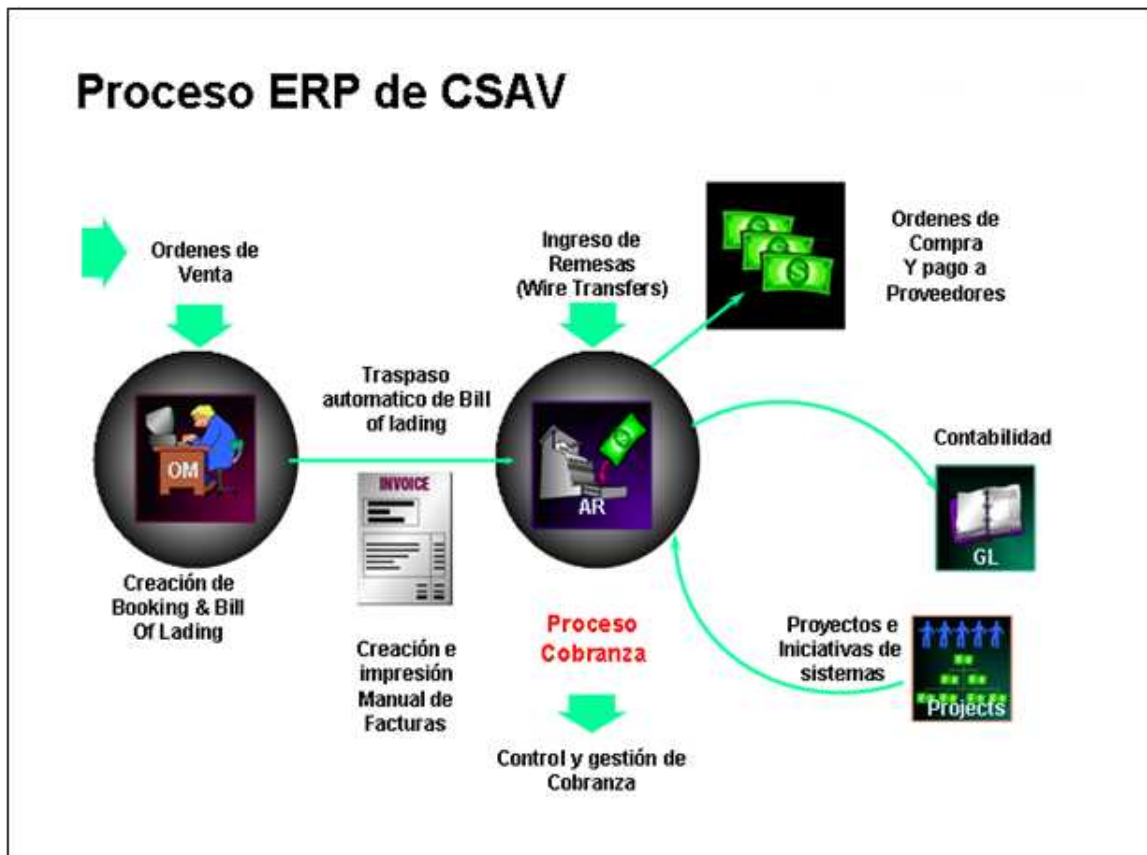 Proceso ERP de CSAV
Ordenes de
Venta
OM
Creación de
Booking & Bill
Of Lading
Traspaso
automatico de Bill
of lading
INVOICE
Creación e
impresión
Manual de
Facturas
Ingreso de
Remesas
(Wire Transfers)
AR
Proceso
Cobranza
Control y gestión de
Cobranza
Ordenes de
Compra
Y pago a
Proveedores
Contabilidad
GL
Proyectos e
Iniciativas de
sistemas
Projects